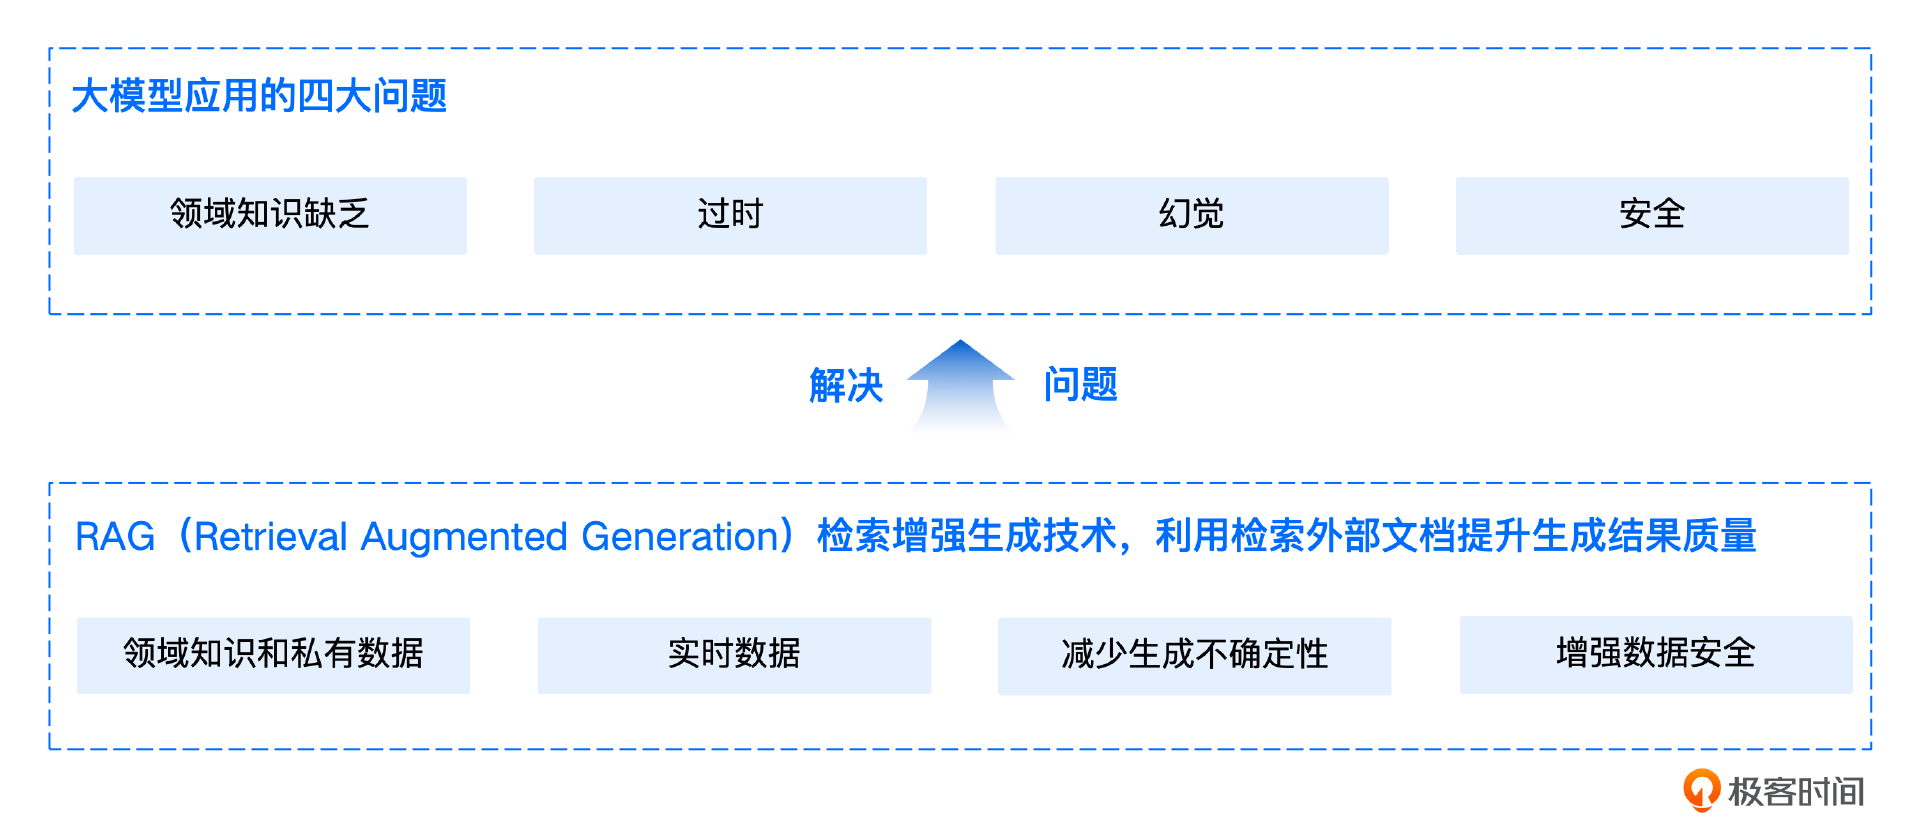 大模型应用的四大问题
领域知识缺乏
过时
幻觉
安全
解决
问题
RAG（Retrieval Augmented Generation）检索增强生成技术，利用检索外部文档提升生成结果质量
领域知识和私有数据
实时数据
减少生成不确定性
增强数据安全
极客时间